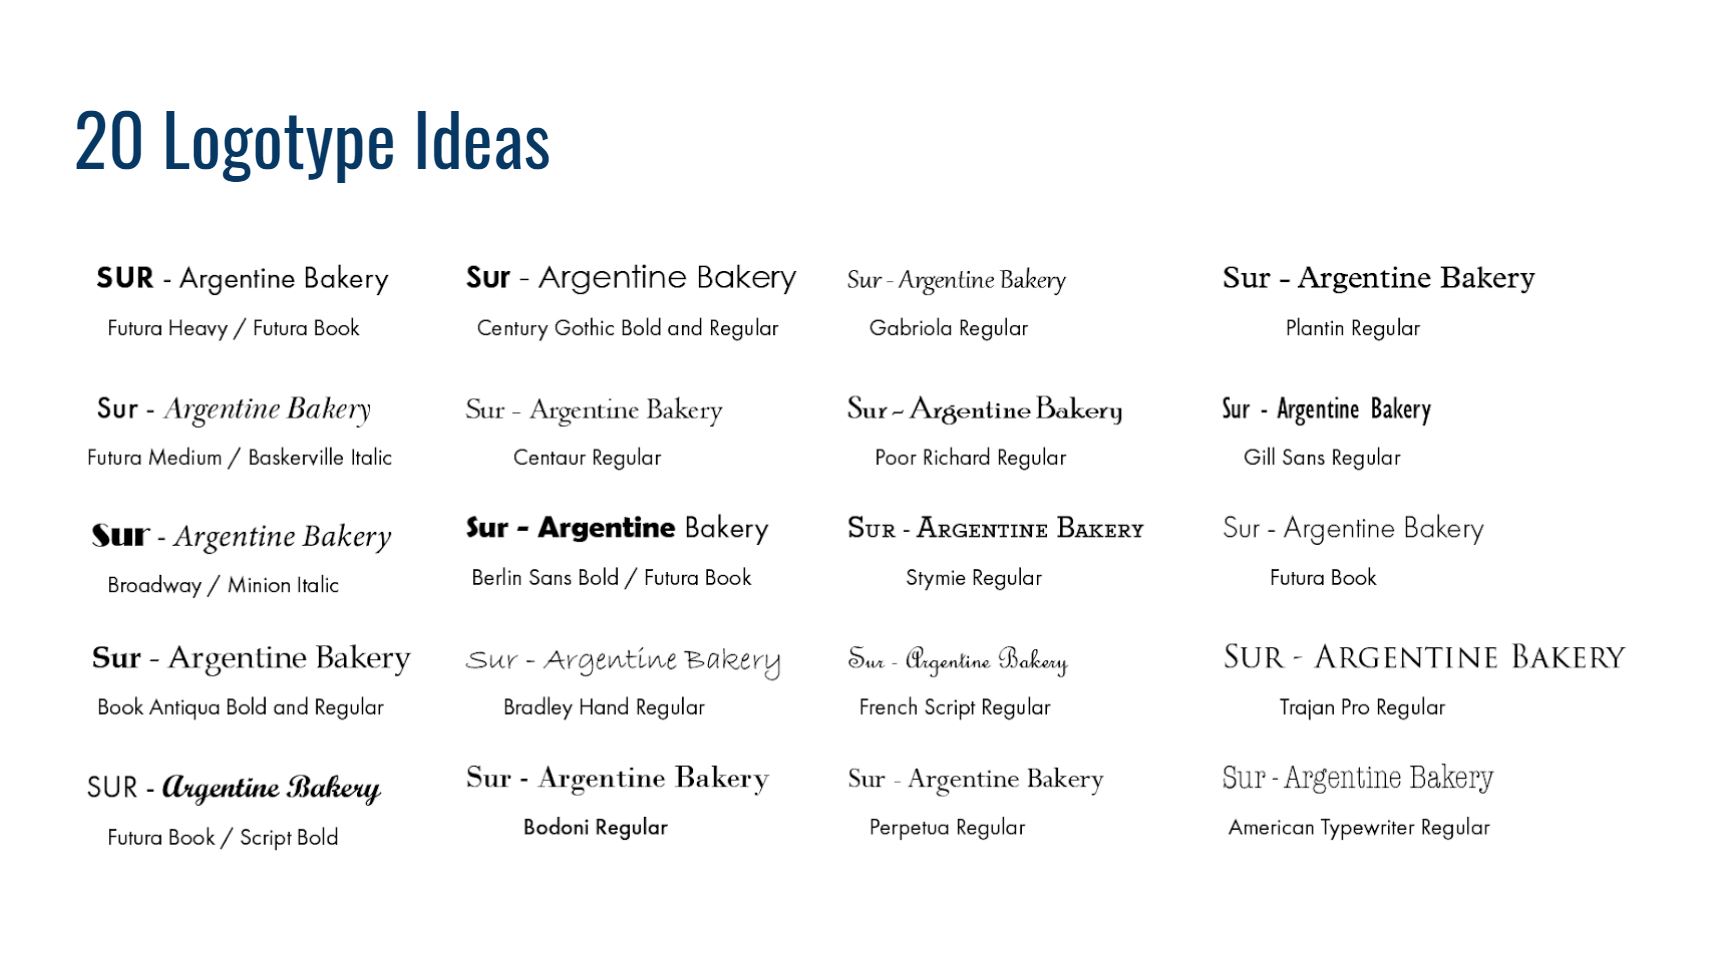 20 Logotype Ideas
SUR - Argentine Bakery
Futura Heavy / Futura Book
Sur - Argentine Bakery
Century Gothic Bold and Regular
Sur - Argentine Bakery
Gabriola Regular
Sur - Argentine Bakery
Plantin Regular
Sur - Argentine Bakery
Futura Medium / Baskerville Italic
Sur - Argentine Bakery
Centaur Regular
Sur - Argentine Bakery
Poor Richard Regular
Sur - Argentine Bakery
Gill Sans Regular
Sur - Argentine Bakery
Broadway / Minion Italic
Sur - Argentine Bakery
Berlin Sans Bold / Futura Book
SUR - ARGENTINE BAKERY
Stymie Regular
Sur - Argentine Bakery
Futura Book
Sur - Argentine Bakery
Book Antiqua Bold and Regular
Sur - Argentine Bakery
Bradley Hand Regular
Sur - Argentine Bakery
French Script Regular
SUR - ARGENTINE BAKERY
Trajan Pro Regular
SUR - Argentine Bakery
Futura Book / Script Bold
Sur - Argentine Bakery
Bodoni Regular
Sur - Argentine Bakery
Perpetua Regular
Sur - Argentine Bakery
American Typewriter Regular